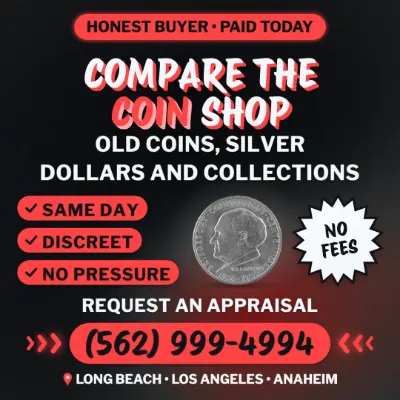 HONEST BUYER • PAID TODAY
COMPARE THE
COIN SHOP
OLD COINS, SILVER
DOLLARS AND COLLECTIONS
SAME DAY
DISCREET
NO PRESSURE
NO
FEES
REQUEST AN APPRAISAL
(562) 999-4994
LONG BEACH • LOS ANGELES • ANAHEIM